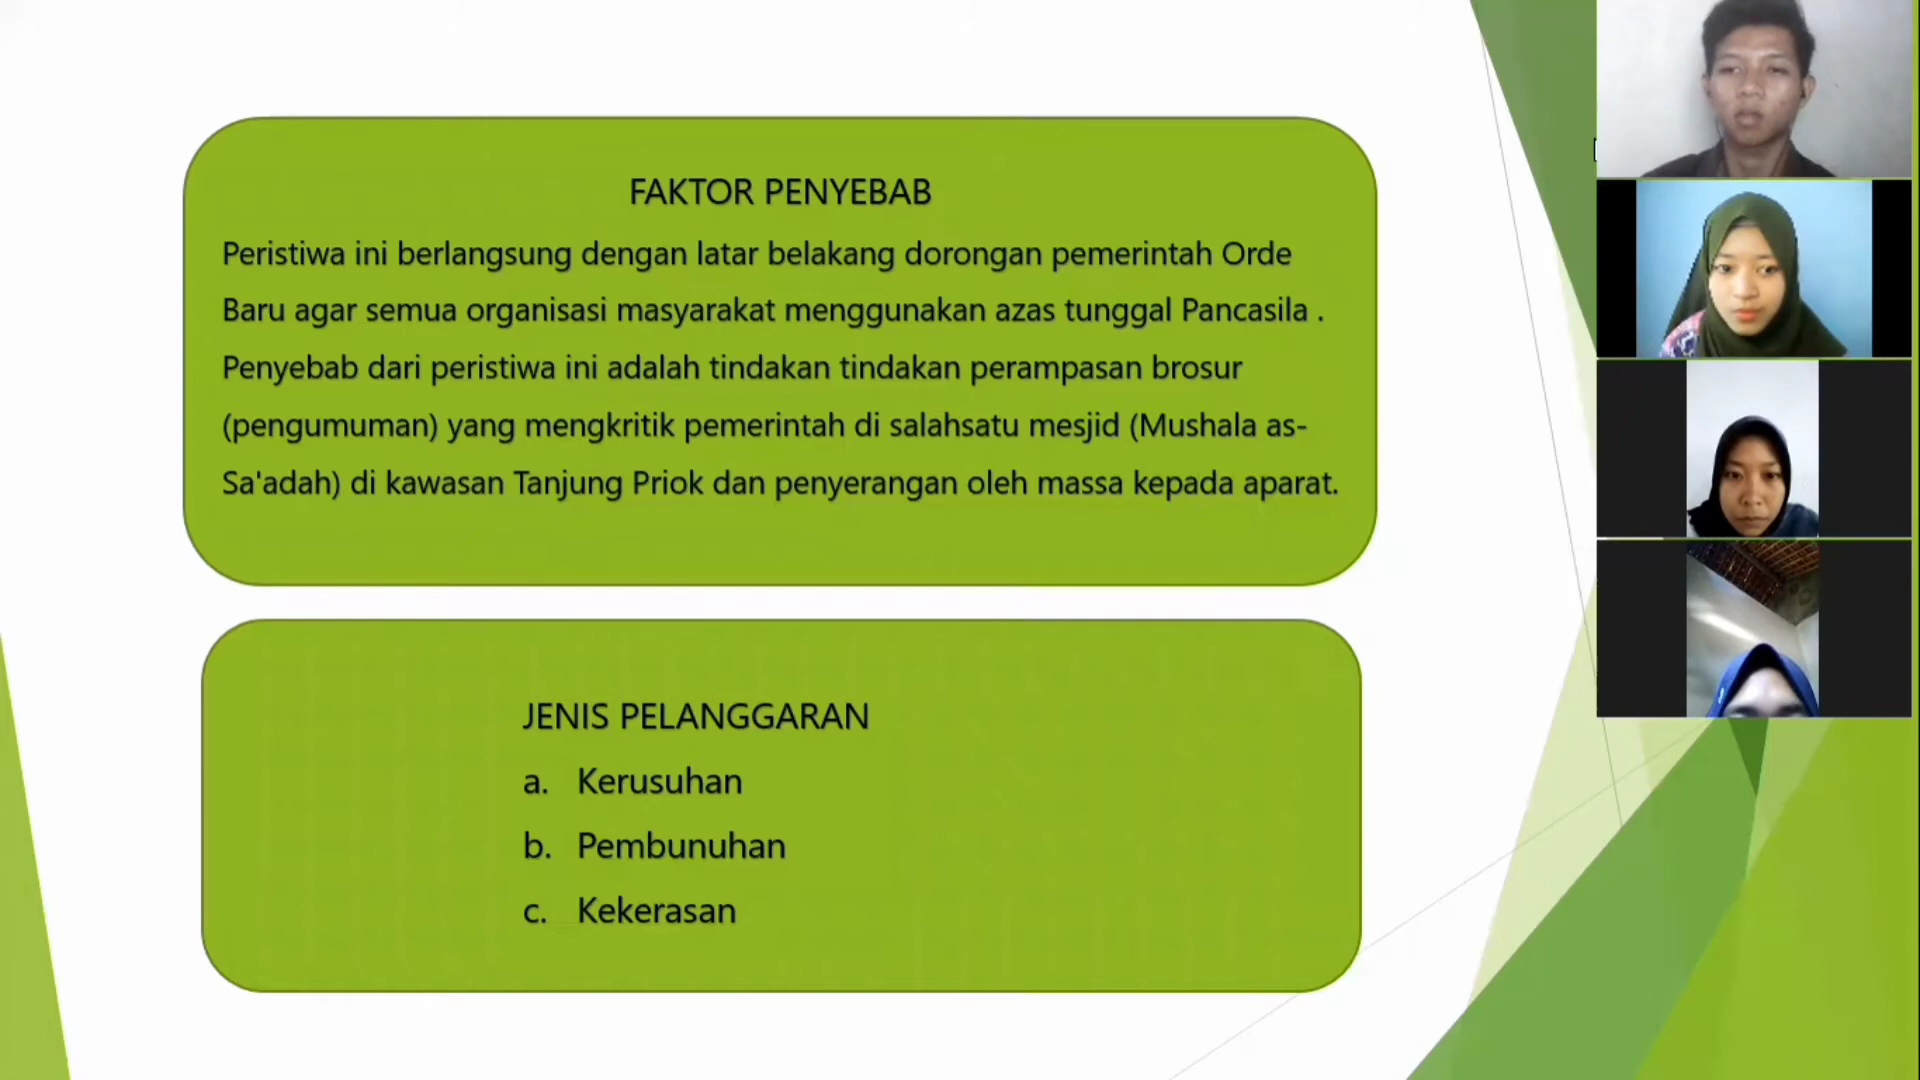 FAKTOR PENYEBAB
Peristiwa ini berlangsung dengan latar belakang dorongan pemerintah Orde
Baru agar semua organisasi masyarakat menggunakan azas tunggal Pancasila .
Penyebab dari peristiwa ini adalah tindakan tindakan perampasan brosur
(pengumuman) yang mengkritik pemerintah di salahsatu mesjid (Mushala as-
Sa'adah) di kawasan Tanjung Priok dan penyerangan oleh massa kepada aparat.
JENIS PELANGGARAN
a. Kerusuhan
b. Pembunuhan
c. Kekerasan